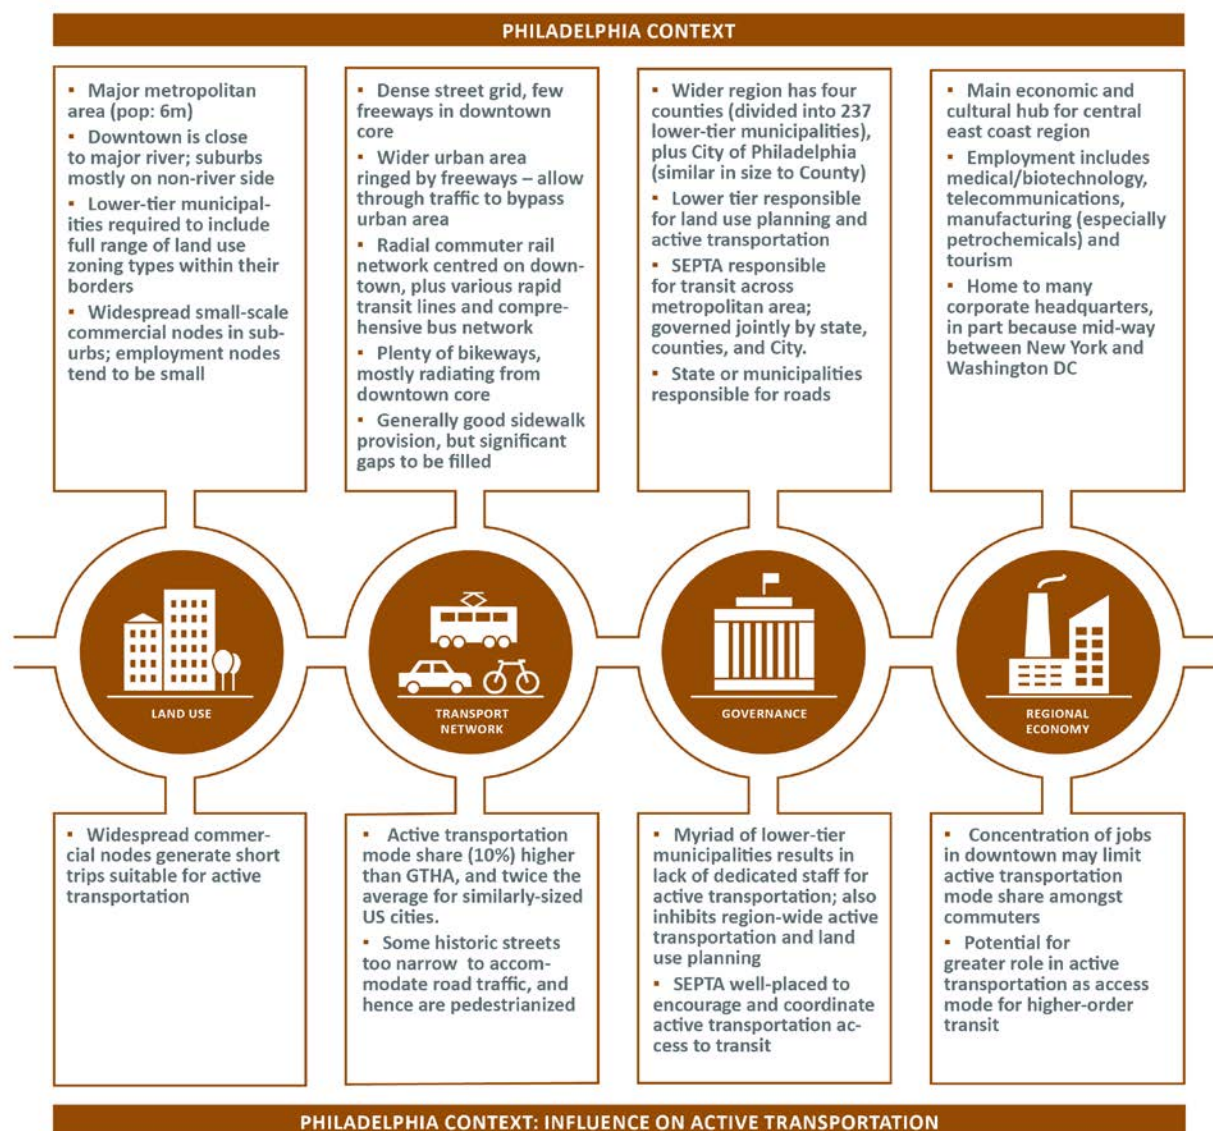 PHILADELPHIA CONTEXT
▪ Major metropolitan
area (pop: 6m)
▪ Downtown is close
to major river; suburbs
mostly on non-river side
▪ Lower-tier municipal-
ities required to include
full range of land use
zoning types within their
borders
▪ Widespread small-scale
commercial nodes in sub-
urbs; employment nodes
tend to be small
▪ Dense street grid, few
freeways in downtown
core
▪ Wider urban area
ringed by freeways – allow
through traffic to bypass
urban area
▪ Radial commuter rail
network centred on down-
town, plus various rapid
transit lines and compre-
hensive bus network
▪ Plenty of bikeways,
mostly radiating from
downtown core
▪ Generally good sidewalk
provision, but significant
gaps to be filled
▪ Wider region has four
counties (divided into 237
lower-tier municipalities),
plus City of Philadelphia
(similar in size to County)
▪ Lower tier responsible
for land use planning and
active transportation
▪ SEPTA responsible
for transit across
metropolitan area;
governed jointly by state,
counties, and City.
▪ State or municipalities
responsible for roads
▪ Main economic and
cultural hub for central
east coast region
▪ Employment includes
medical/biotechnology,
telecommunications,
manufacturing (especially
petrochemicals) and
tourism
▪ Home to many
corporate headquarters,
in part because mid-way
between New York and
Washington DC
LAND USE
TRANSPORT
NETWORK
GOVERNANCE
REGIONAL
ECONOMY
▪ Widespread commer-
cial nodes generate short
trips suitable for active
transportation
▪ Active transportation
mode share (10%) higher
than GTHA, and twice the
average for similarly-sized
US cities.
▪ Some historic streets
too narrow to accom-
modate road traffic, and
hence are pedestrianized
▪ Myriad of lower-tier
municipalities results in
lack of dedicated staff for
active transportation; also
inhibits region-wide active
transportation and land
use planning
▪ SEPTA well-placed to
encourage and coordinate
active transportation ac-
cess to transit
▪ Concentration of jobs
in downtown may limit
active transportation
mode share amongst
commuters
▪ Potential for
greater role in active
transportation as access
mode for higher-order
transit
PHILADELPHIA CONTEXT: INFLUENCE ON ACTIVE TRANSPORTATION